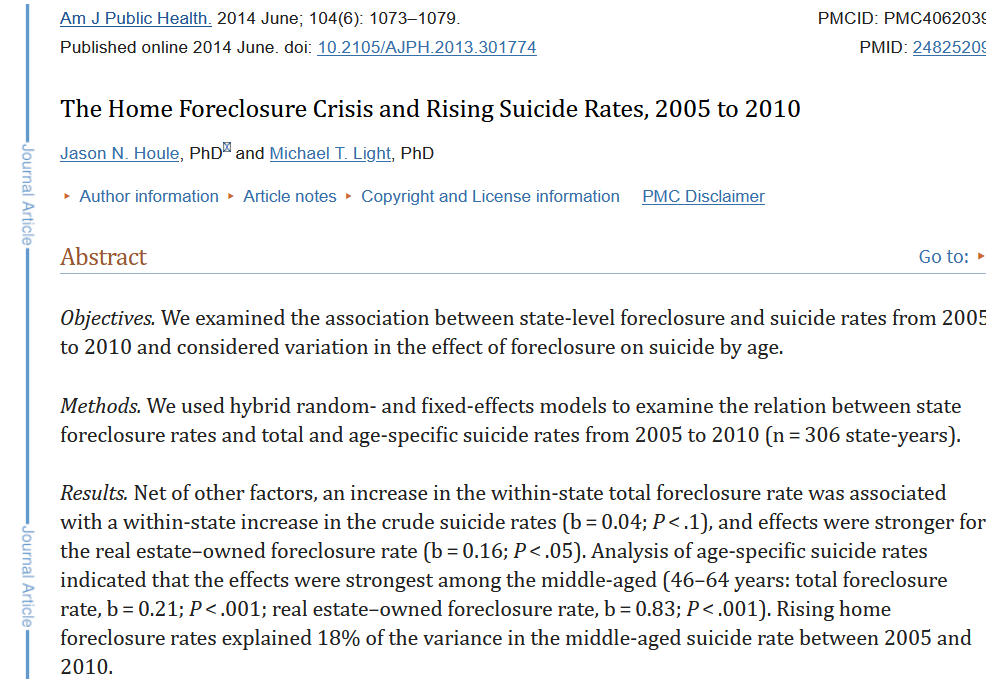 Am J Public Health. 2014 June; 104(6): 1073–1079.
PMCID: PMC4062039
Published online 2014 June. doi: 10.2105/AJPH.2013.301774
PMID: 24825209
The Home Foreclosure Crisis and Rising Suicide Rates, 2005 to 2010
Jason N. Houle, PhD and Michael T. Light, PhD
Author information Article notes Copyright and License information PMC Disclaimer
Abstract
Go to:
Objectives. We examined the association between state-level foreclosure and suicide rates from 2005
to 2010 and considered variation in the effect of foreclosure on suicide by age.
Methods. We used hybrid random- and fixed-effects models to examine the relation between state
foreclosure rates and total and age-specific suicide rates from 2005 to 2010 (n = 306 state-years).
Results. Net of other factors, an increase in the within-state total foreclosure rate was associated
with a within-state increase in the crude suicide rates (b = 0.04; P < .1), and effects were stronger for
the real estate–owned foreclosure rate (b = 0.16; P < .05). Analysis of age-specific suicide rates
indicated that the effects were strongest among the middle-aged (46–64 years: total foreclosure
rate, b = 0.21; P < .001; real estate–owned foreclosure rate, b = 0.83; P < .001). Rising home
foreclosure rates explained 18% of the variance in the middle-aged suicide rate between 2005 and
2010.
Journal Article
Journal Article